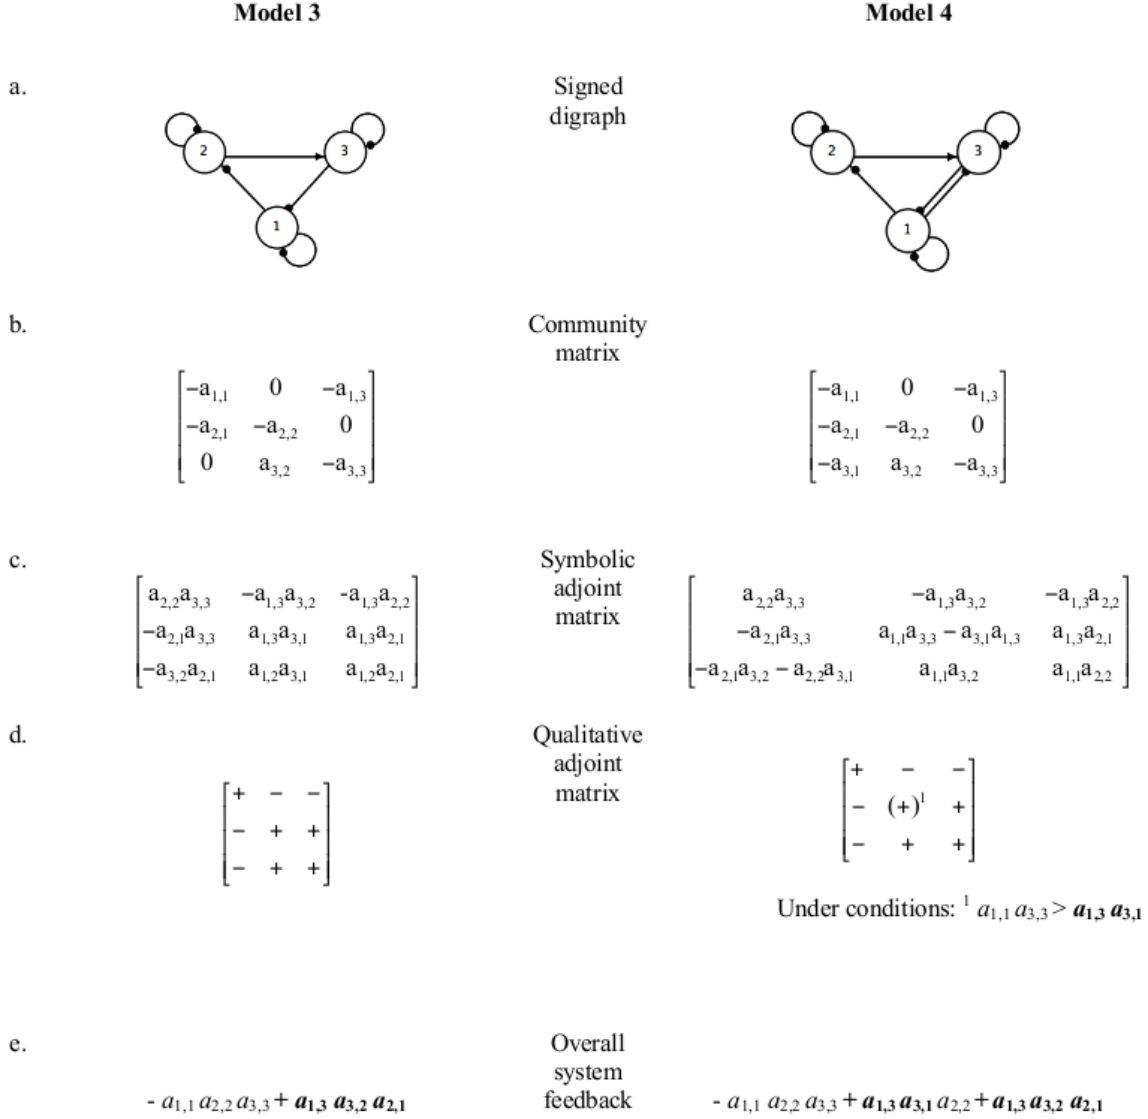 Model 3 Model 4
a. Signed
digraph
2 3 2 3
1 1
b. Community
matrix
−a1,1 0 −a1,3 −a1,1 0 −a1,3
−a2,1 −a2,2 0 −a2,1 −a2,2 0
0 a3,2 −a3,3 −a3,1 a3,2 −a3,3
c. Symbolic
adjoint
matrix
a2,2a3,3 −a1,3a3,2 -a1,3a2,2 a2,2a3,3 −a1,3a3,2 −a1,3a2,2
−a2,1a3,3 a1,3a3,1 a1,3a2,1 −a2,1a3,3 a1,1a3,3 − a3,1a1,3 a1,3a2,1
−a3,2a2,1 a1,2a3,1 a1,2a2,1 −a2,1a3,2 − a2,2a3,1 a1,1a3,2 a1,1a2,2
d. Qualitative
adjoint
matrix
+ − − + − −
− + + − (+)1 +
− + + − + +
Under conditions: 1 a1,1 a3,3 > a1,3 a3,1
e. Overall
system
feedback
- a1,1 a2,2 a3,3 + a1,3 a3,2 a2,1 - a1,1 a2,2 a3,3 + a1,3 a3,1 a2,2 + a1,3 a3,2 a2,1